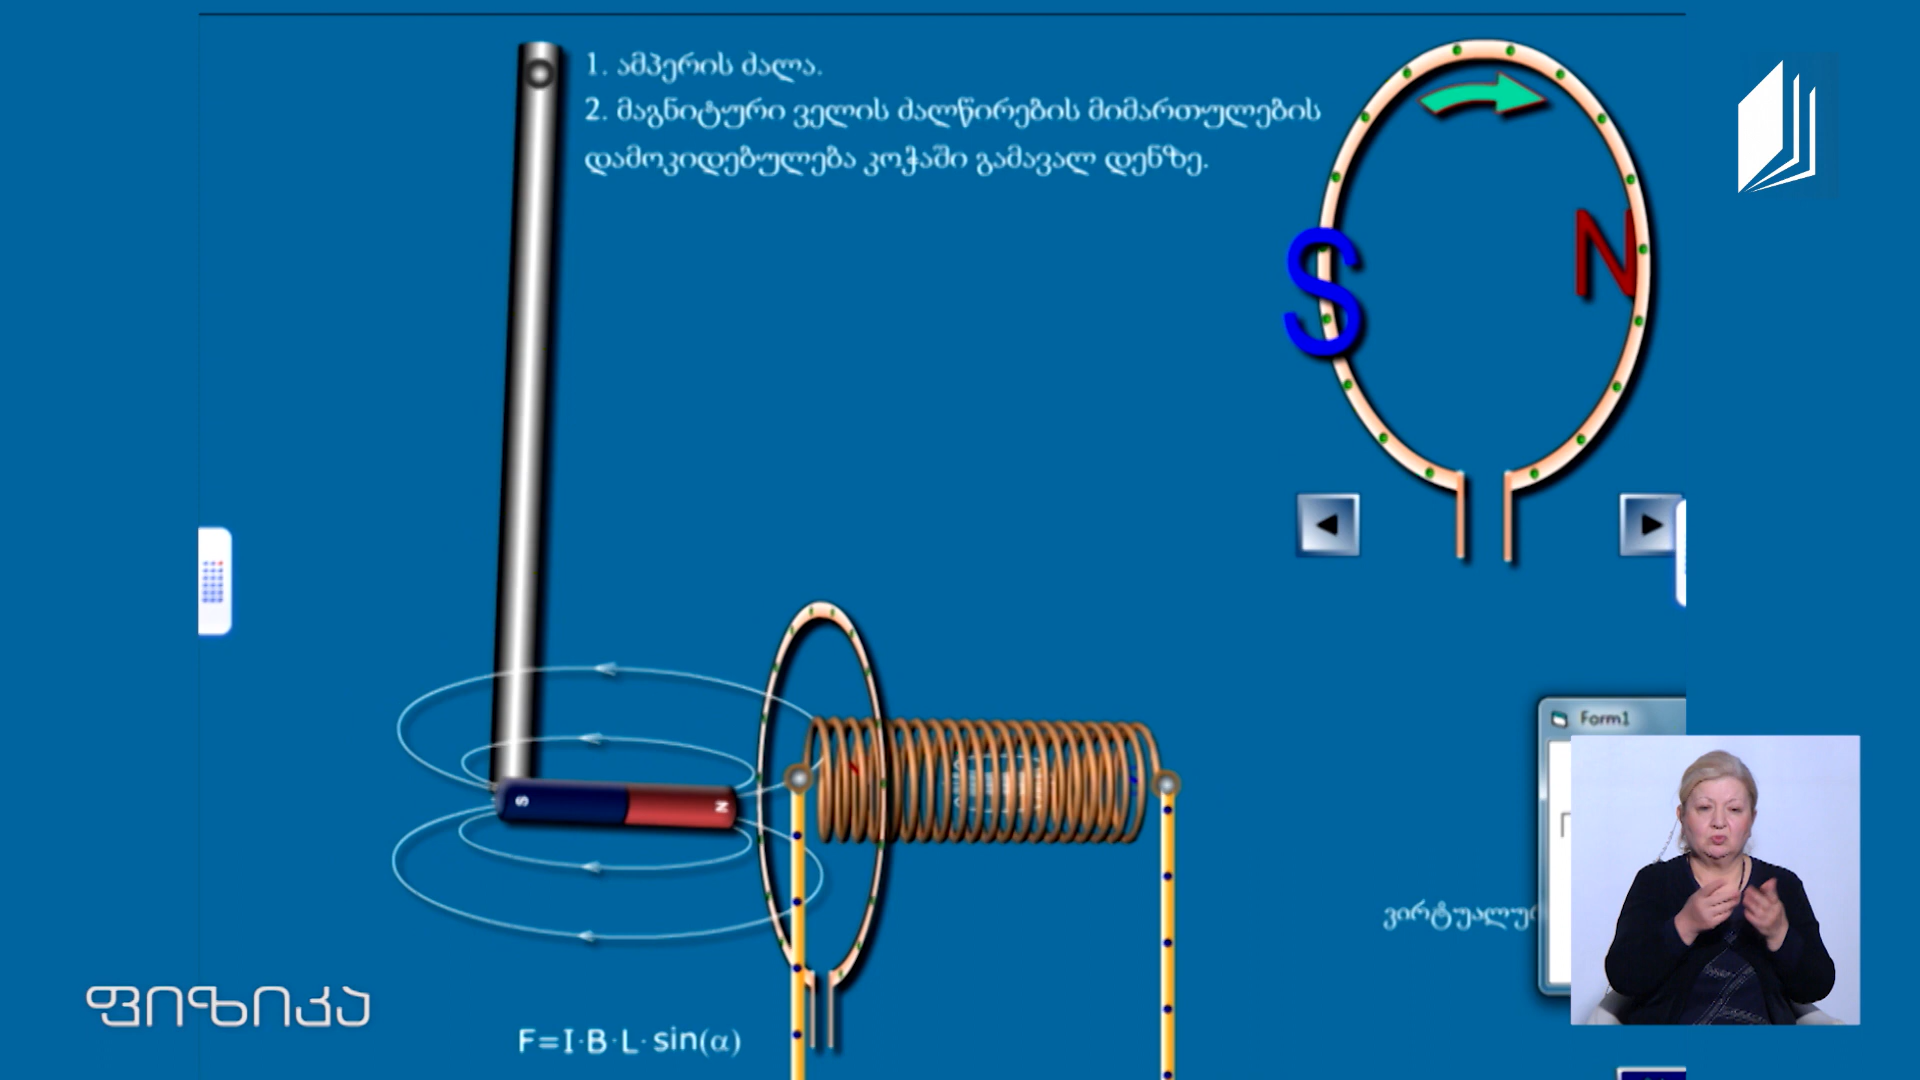 1. ამპერის ძალა.
2. მაგნიტური ველის ძალწირების მიმართულების
დამოკიდებულება კოჭაში გამავალ დენზე.
S
N
Form1
S
N
ფიზიკა
F=I·B·L·sin(α)